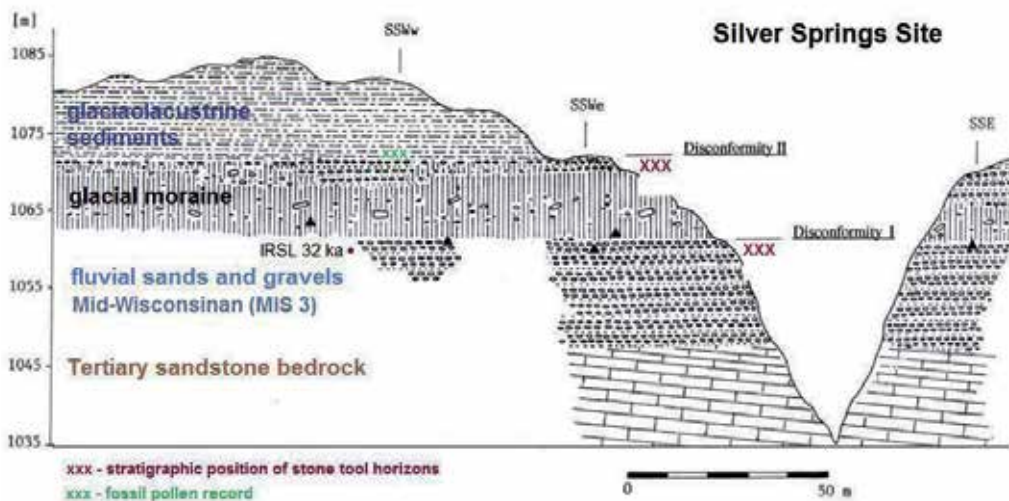 [m]
Silver Springs Site
SSWw
1085
SSWe
SSE
glaciaolacustrine
sediments
1075
xxx
Disconformity II
XXX
glacial moraine
1065
Disconformity I
XXX
IRSL 32 ka
fluvial sands and gravels
Mid-Wisconsinan (MIS 3)
1055
Tertiary sandstone bedrock
1045
1035
xxx - stratigraphic position of stone tool horizons
xxx - fossil pollen record
0 50 m